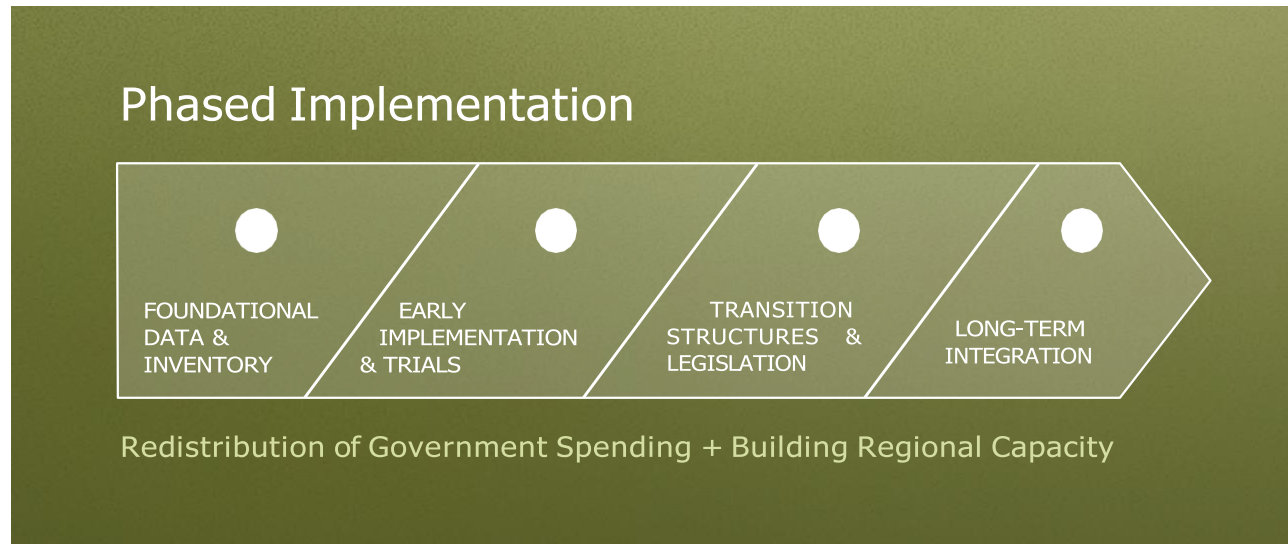 Phased Implementation
FOUNDATIONAL
DATA &
INVENTORY
EARLY
IMPLEMENTATION
& TRIALS
TRANSITION
STRUCTURES &
LEGISLATION
LONG-TERM
INTEGRATION
Redistribution of Government Spending + Building Regional Capacity